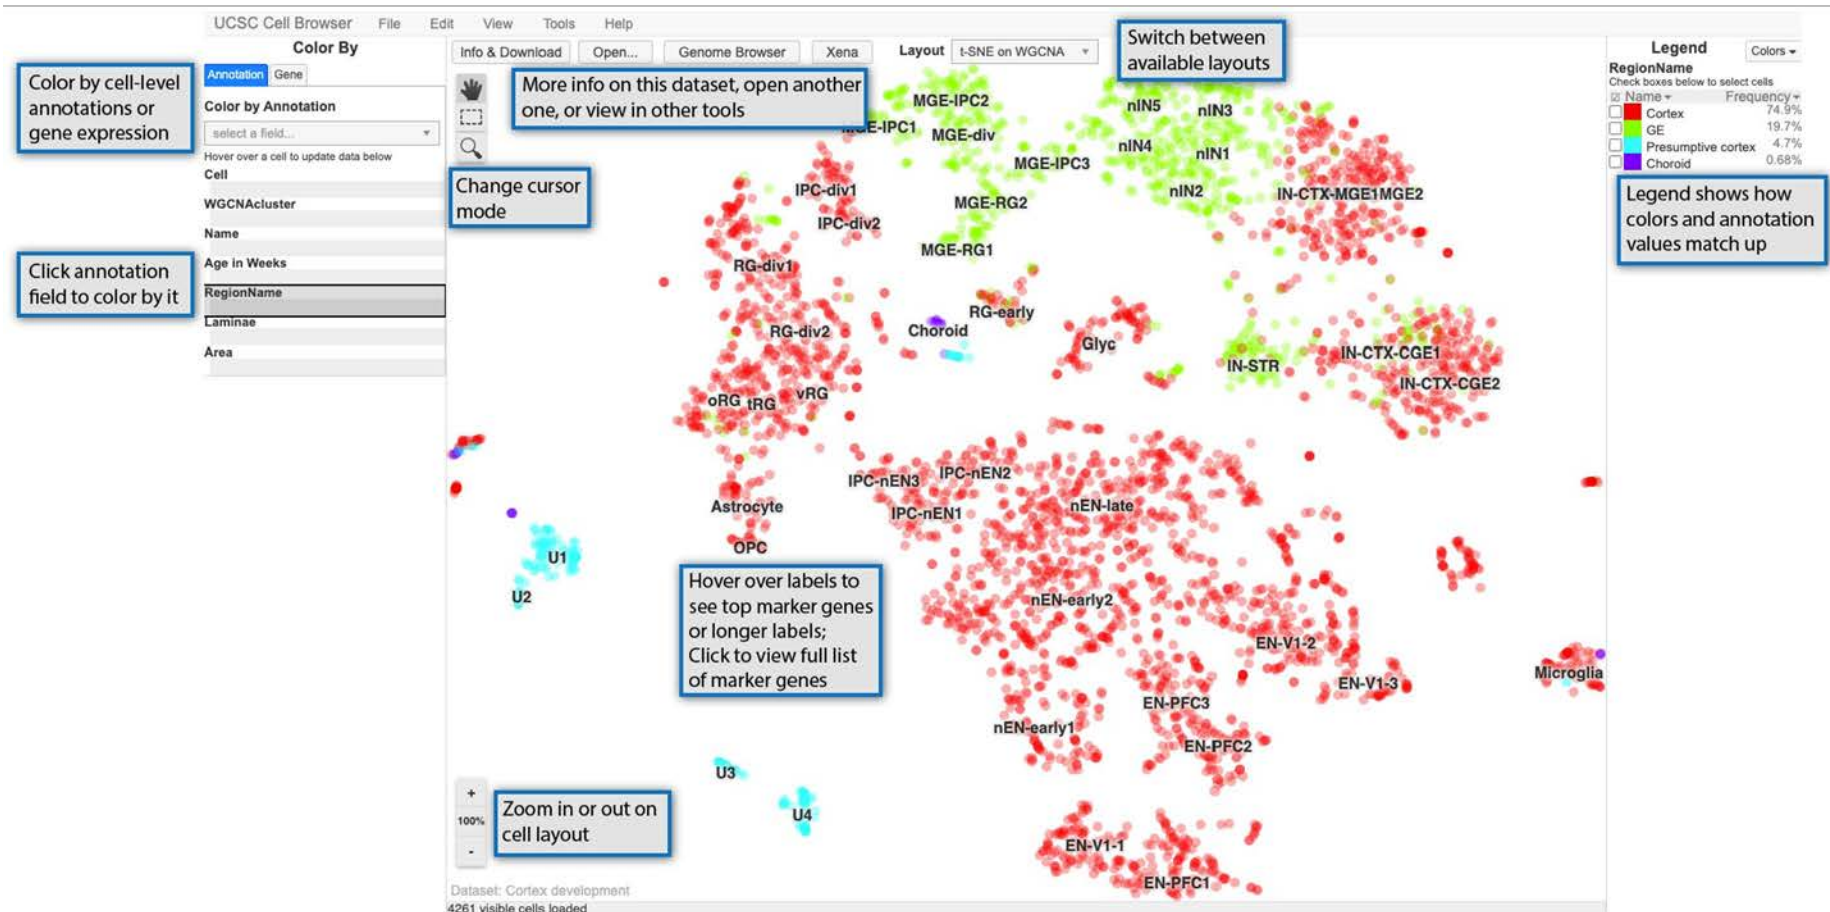 UCSC Cell Browser File Edit View Tools Help
Color By
Annotation Gene
Color by Annotation
select a field...
Hover over a cell to update data below
Cell
WGCNAcluster
Name
Age in Weeks
RegionName
Laminae
Area
Color by cell-level
annotations or
gene expression
Click annotation
field to color by it
Info & Download Open... Genome Browser Xena Layout t-SNE on WGCNA
More info on this dataset, open another
one, or view in other tools
Switch between
available layouts
Change cursor
mode
Legend Colors
RegionName
Check boxes below to select cells
Name Frequency
Cortex 74.9%
GE 19.7%
Presumptive cortex 4.7%
Choroid 0.68%
Legend shows how
colors and annotation
values match up
MGE-IPC2
MGE-IPC1
MGE-div
MGE-IPC3
nIN5
nIN3
nIN4
nIN1
nIN2
IPC-div1
IPC-div2
MGE-RG2
MGE-RG1
IN-CTX-MGE1MGE2
RG-div1
RG-early
RG-div2
Choroid
Glyc
IN-STR
IN-CTX-CGE1
IN-CTX-CGE2
oRG
tRG
vRG
IPC-nEN3
IPC-nEN2
IPC-nEN1
nEN-late
Astrocyte
OPC
U1
U2
Hover over labels to
see top marker genes
or longer labels;
Click to view full list
of marker genes
nEN-early2
EN-V1-2
EN-V1-3
Microglia
EN-PFC3
nEN-early1
EN-PFC2
U3
U4
+
100%
-
Zoom in or out on
cell layout
EN-V1-1
EN-PFC1
Dataset: Cortex development
4261 visible cells loaded